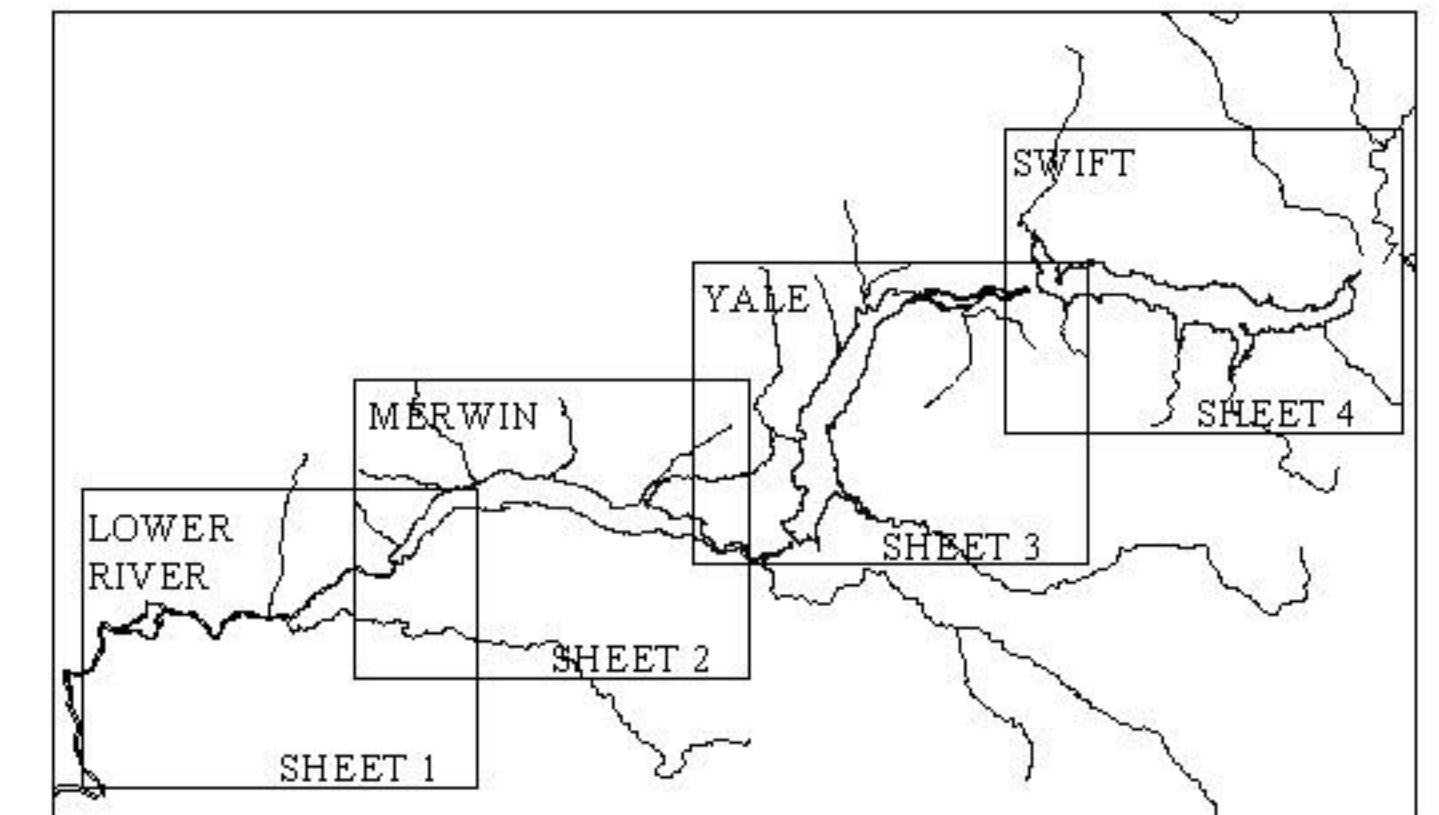 SWIFT
YALE
SHEET 4
MERWIN
LOWER
RIVER
SHEET 3
SHEET 2
SHEET 1